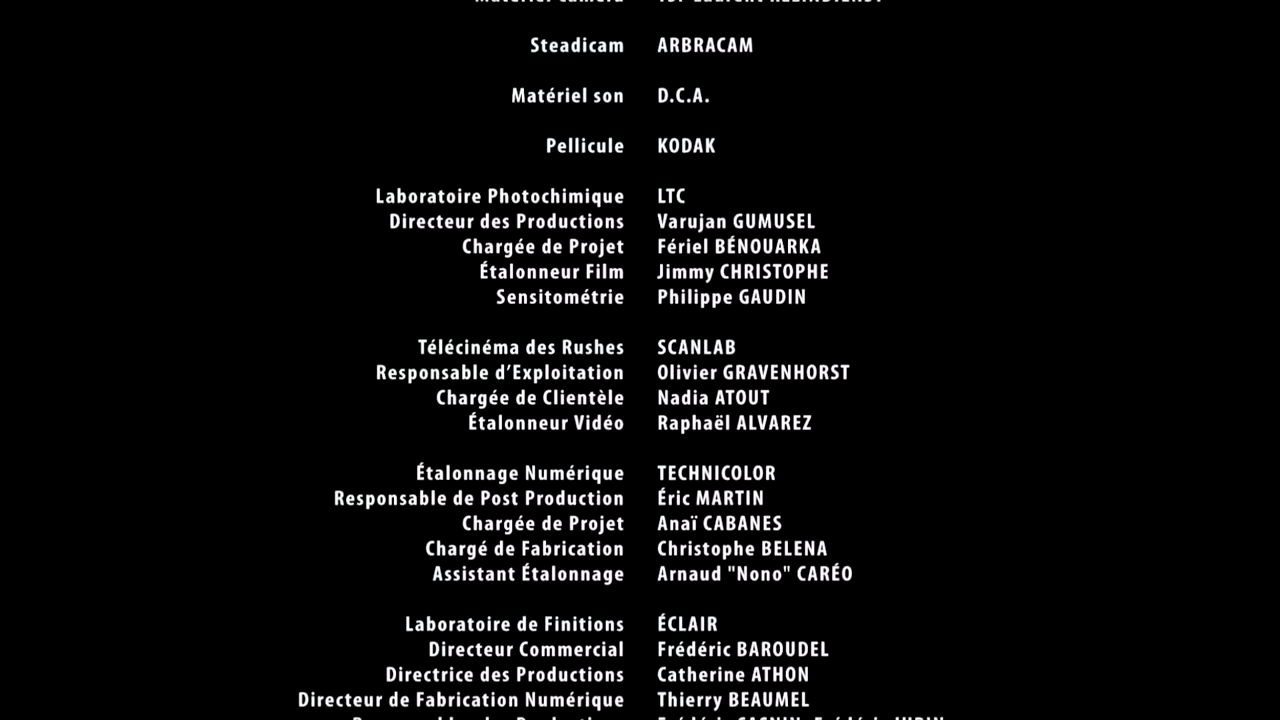 Steadicam ARBRACAM
Matériel son D.C.A.
Pellicule KODAK
Laboratoire Photochimique LTC
Directeur des Productions Varujan GUMUSEL
Chargée de Projet Fériel BÉNOUARKA
Étalonneur Film Jimmy CHRISTOPHE
Sensitométrie Philippe GAUDIN
Télécinéma des Rushes SCANLAB
Responsable d’Exploitation Olivier GRAVENHORST
Chargée de Clientèle Nadia ATOUT
Étalonneur Vidéo Raphaël ALVAREZ
Étalonnage Numérique TECHNICOLOR
Responsable de Post Production Éric MARTIN
Chargée de Projet Anaï CABANES
Chargé de Fabrication Christophe BELENA
Assistant Étalonnage Arnaud "Nono" CARÉO
Laboratoire de Finitions ÉCLAIR
Directeur Commercial Frédéric BAROUDEL
Directrice des Productions Catherine ATHON
Directeur de Fabrication Numérique Thierry BEAUMEL